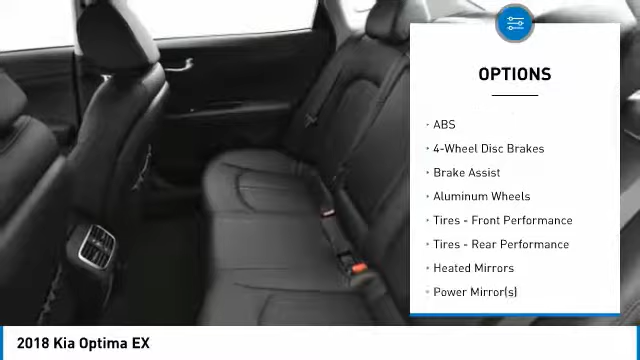 OPTIONS
ABS
4-Wheel Disc Brakes
Brake Assist
Aluminum Wheels
Tires - Front Performance
Tires - Rear Performance
Heated Mirrors
Power Mirror(s)
2018 Kia Optima EX